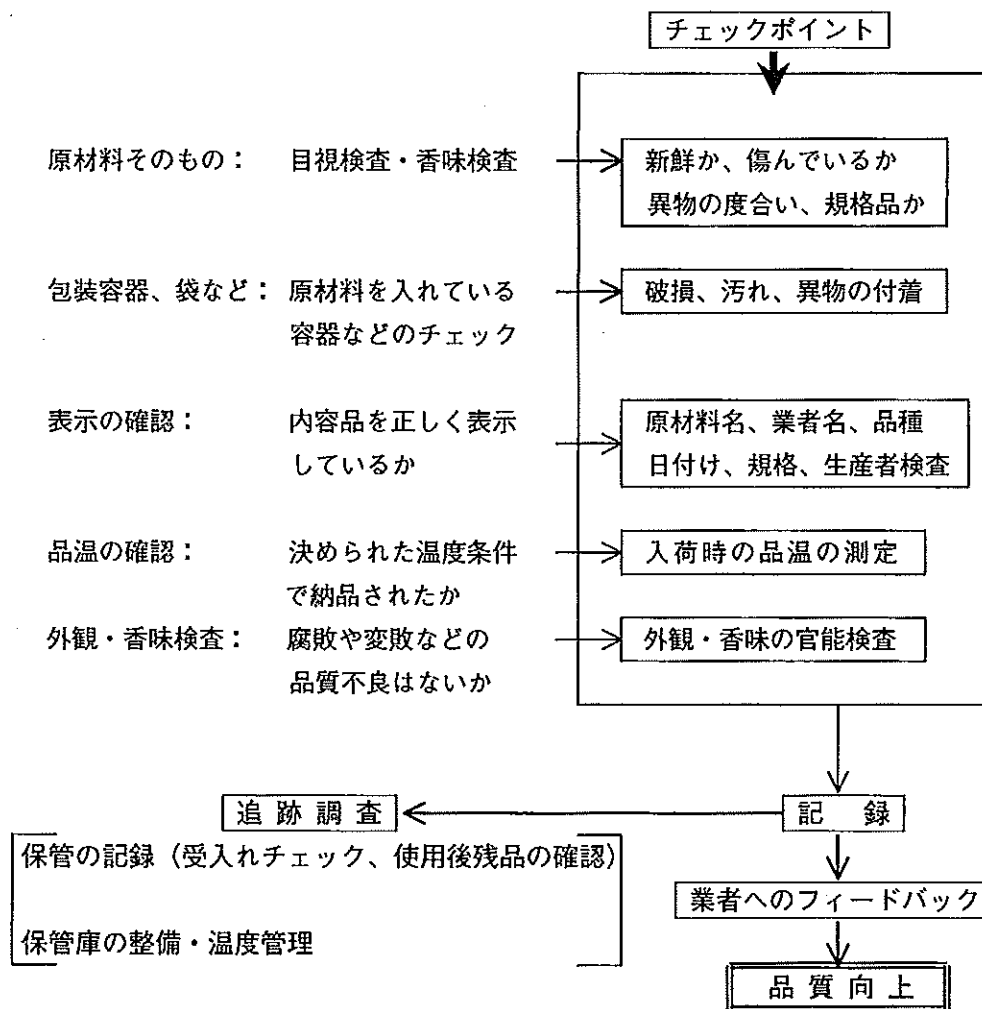 チェックポイント
原材料そのもの： 目視検査・香味検査 新鮮か、傷んでいるか
異物の度合い、規格品か
包装容器、袋など： 原材料を入れている 破損、汚れ、異物の付着
容器などのチェック
表示の確認： 内容品を正しく表示 原材料名、業者名、品種
しているか 日付け、規格、生産者検査
品温の確認： 決められた温度条件 入荷時の品温の測定
で納品されたか
外観・香味検査： 腐敗や変敗などの 外観・香味の官能検査
品質不良はないか
追跡調査 記録
保管の記録（受入れチェック、使用後残品の確認）
業者へのフィードバック
保管庫の整備・温度管理
品質向上